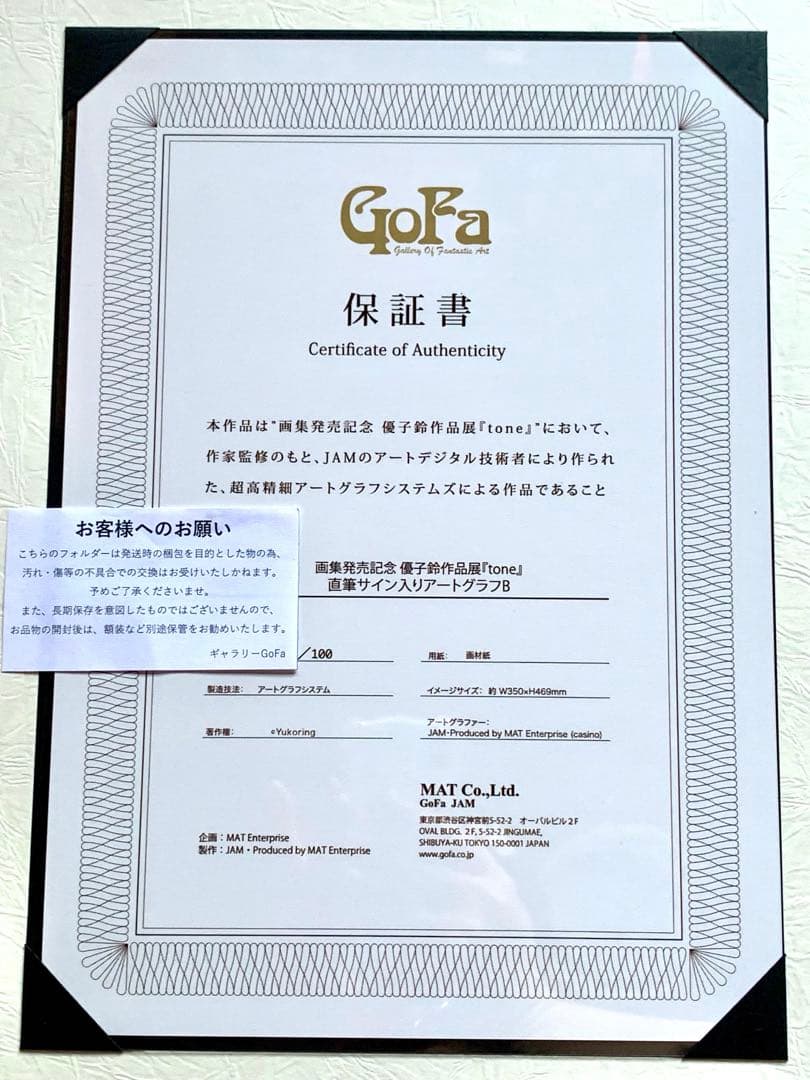 GoFa
Gallery Of Fantastic Art
保証書
Certificate of Authenticity
本作品は"画集発売記念 優子鈴作品展『tone』"において、
作家監修のもと、JAMのアートデジタル技術者により作られ
た、超高精細アートグラフシステムズによる作品であること
お客様へのお願い
こちらのフォルダーは発送時の梱包を目的とした物の為、
汚れ・傷等の不具合での交換はお受けいたしかねます。
予めご了承くださいませ。
また、長期保存を意図したものではございませんので、
お品物の開封後は、額装など別途保管をお勧めいたします。
ギャラリーGoFa
画集発売記念 優子鈴作品展『tone』
直筆サイン入りアートグラフB
/100
用紙: 画材紙
製造技法: アートグラフシステム
イメージサイズ: 約 W350×H469mm
著作権: ©Yukoring
アートグラファー:
JAM・Produced by MAT Enterprise (casino)
MAT Co.,Ltd.
GoFa JAM
東京都渋谷区神宮前5-52-2 オーバルビル2F
OVAL BLDG. 2F, 5-52-2 JINGUMAE,
SHIBUYA-KU TOKYO 150-0001 JAPAN
www.gofa.co.jp
企画：MAT Enterprise
製作：JAM・Produced by MAT Enterprise